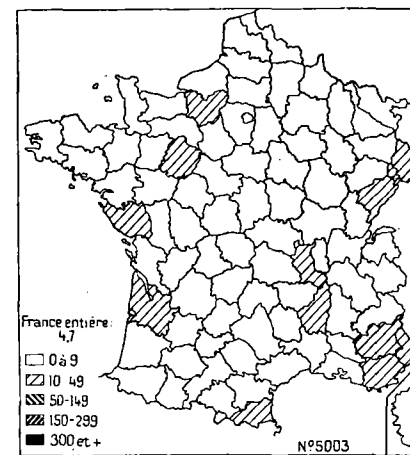 France entière:
4,7
0 à 9
10-49
50-149
150-299
300 et +
N°5003